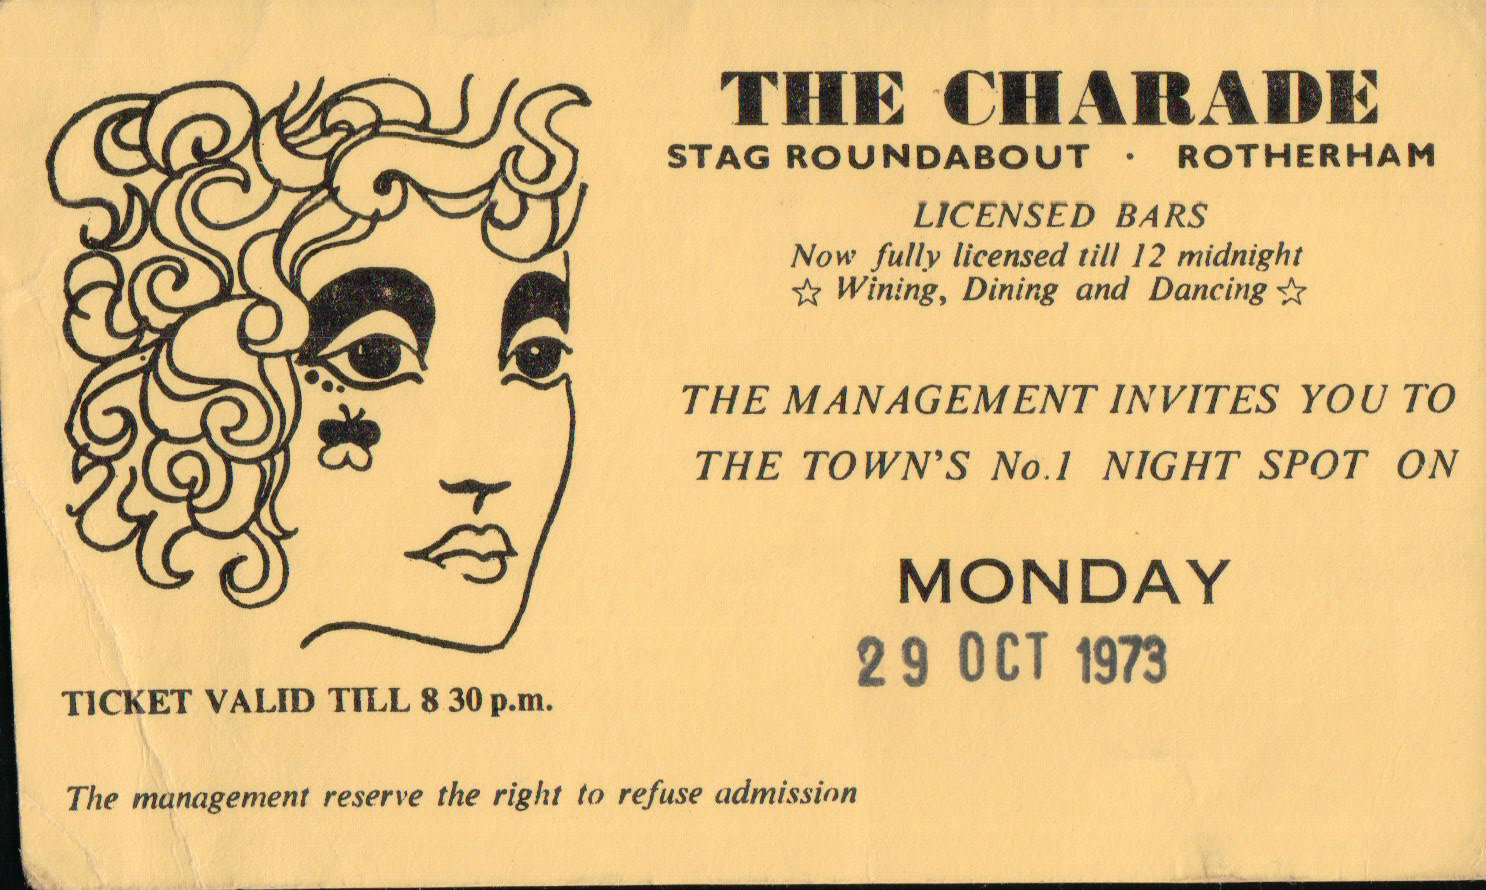 THE CHARADE
STAG ROUNDABOUT · ROTHERHAM
LICENSED BARS
Now fully licensed till 12 midnight
☆ Wining, Dining and Dancing ☆
THE MANAGEMENT INVITES YOU TO
THE TOWN'S No.1 NIGHT SPOT ON
MONDAY
29 OCT 1973
TICKET VALID TILL 8 30 p.m.
The management reserve the right to refuse admission